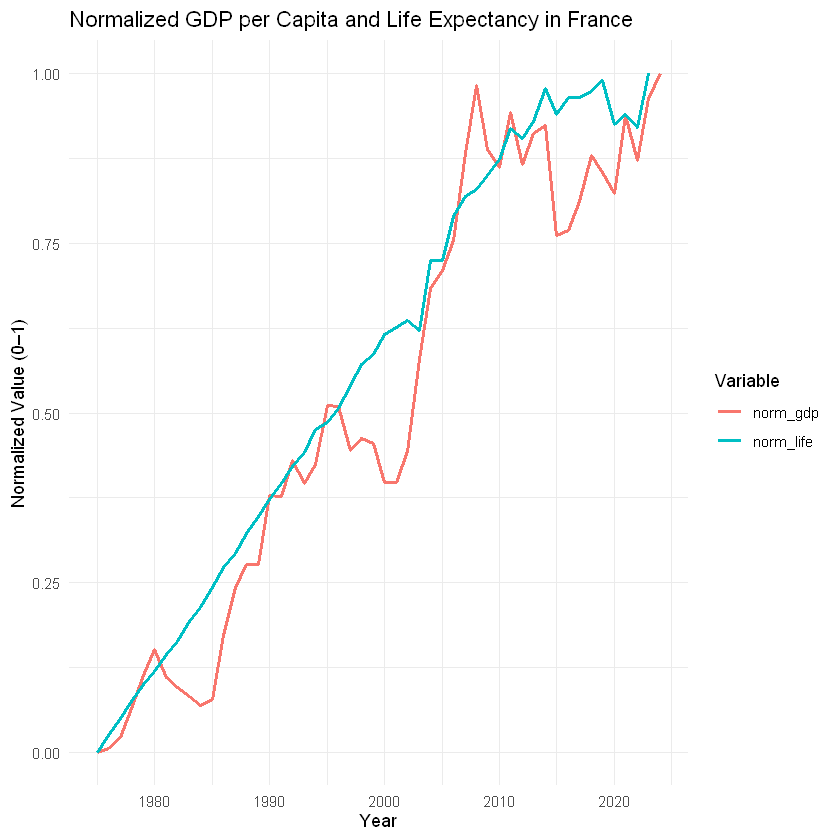 Normalized GDP per Capita and Life Expectancy in France
Normalized Value (0–1)
1.00
0.75
0.50
0.25
0.00
1980
1990
2000
2010
2020
Year
Variable
norm_gdp
norm_life